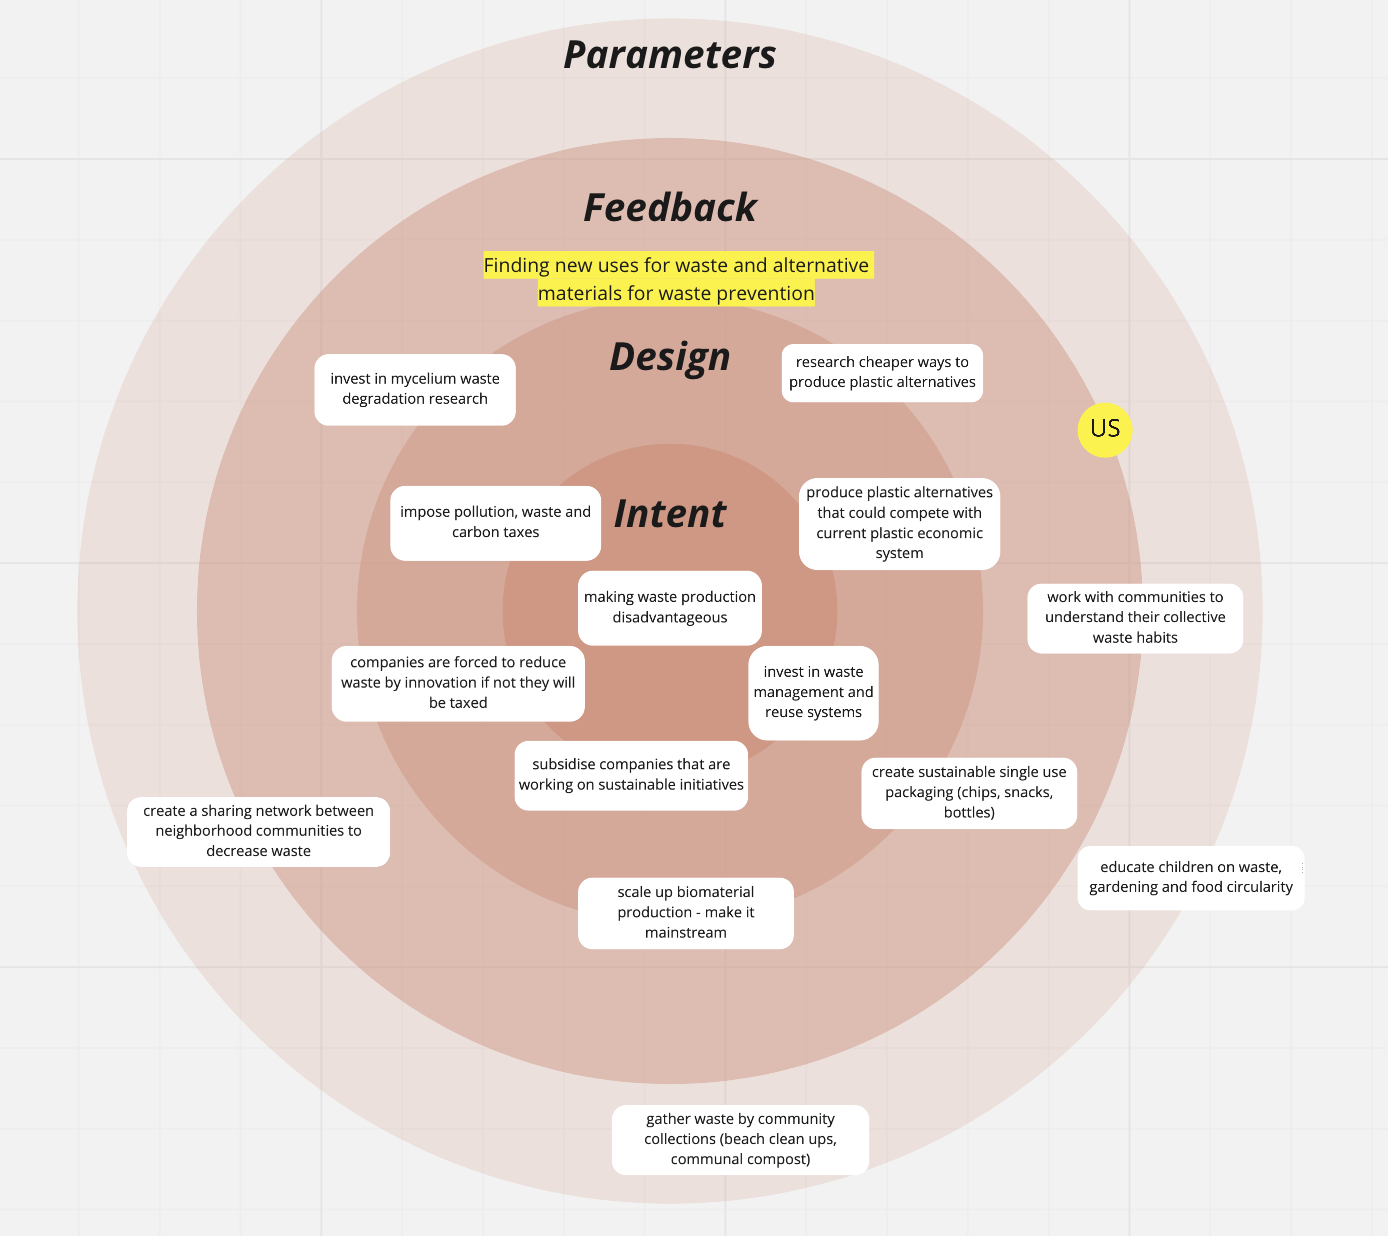 Parameters
Feedback
Finding new uses for waste and alternative
materials for waste prevention
Design
research cheaper ways to
produce plastic alternatives
invest in mycelium waste
degradation research
US
Intent
produce plastic alternatives
that could compete with
current plastic economic
system
impose pollution, waste and
carbon taxes
making waste production
disadvantageous
work with communities to
understand their collective
waste habits
companies are forced to reduce
waste by innovation if not they will
be taxed
invest in waste
management and
reuse systems
subsidise companies that are
working on sustainable initiatives
create sustainable single use
packaging (chips, snacks,
bottles)
create a sharing network between
neighborhood communities to
decrease waste
educate children on waste,
gardening and food circularity
scale up biomaterial
production - make it
mainstream
gather waste by community
collections (beach clean ups,
communal compost)